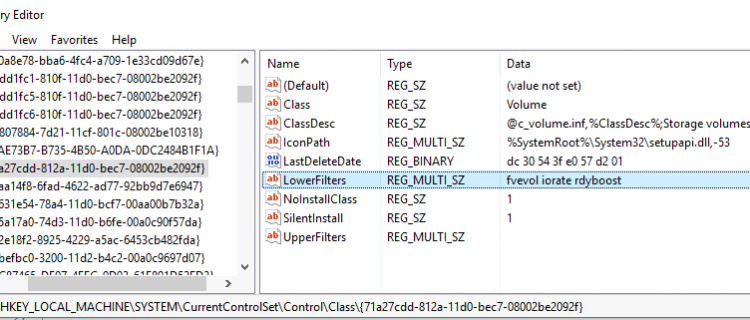 ry Editor
View Favorites Help
0a8e78-bba6-4fc4-a709-1e33cd09d67e}
dd1fc1-810f-11d0-bec7-08002be2092f}
dd1fc5-810f-11d0-bec7-08002be2092f}
dd1fc6-810f-11d0-bec7-08002be2092f}
807884-7d21-11cf-801c-08002be10318}
AE73B7-B735-4B50-A0DA-0DC2484B1F1A}
a27cdd-812a-11d0-bec7-08002be2092f}
aa14f8-6fad-4622-ad77-92bb9d7e6947}
631e54-78a4-11d0-bcf7-00aa00b7b32a}
6a17a0-74d3-11d0-b6fe-00a0c90f57da}
2e18f2-8925-4229-a5ac-6453cb482fda}
befbc0-3200-11d2-b4c2-00a0c9697d07}
Name Type Data
(Default) REG_SZ (value not set)
Class REG_SZ Volume
ClassDesc REG_SZ @c_volume.inf,%ClassDesc%;Storage volumes
IconPath REG_MULTI_SZ %SystemRoot%\System32\setupapi.dll,-53
LastDeleteDate REG_BINARY dc 30 54 3f e0 57 d2 01
LowerFilters REG_MULTI_SZ fvevol iorate rdyboost
NoInstallClass REG_SZ 1
SilentInstall REG_SZ 1
UpperFilters REG_MULTI_SZ
HKEY_LOCAL_MACHINE\SYSTEM\CurrentControlSet\Control\Class\{71a27cdd-812a-11d0-bec7-08002be2092f}